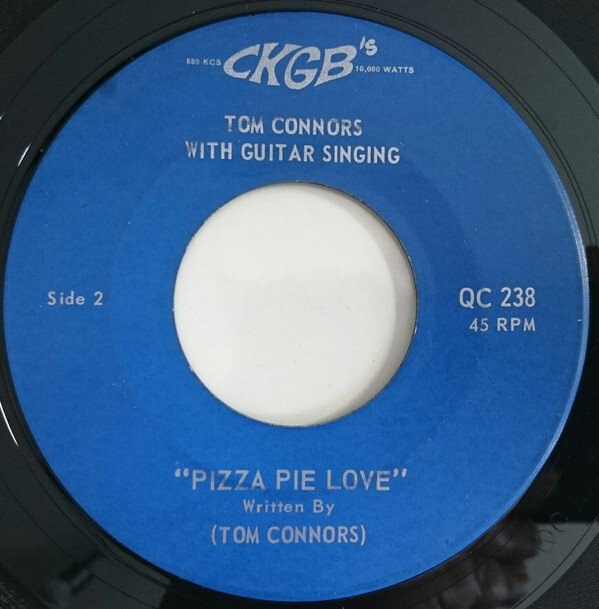 680 KCS CKGB's 10,000 WATTS
TOM CONNORS
WITH GUITAR SINGING
Side 2
QC 238
45 RPM
"PIZZA PIE LOVE"
Written By
(TOM CONNORS)